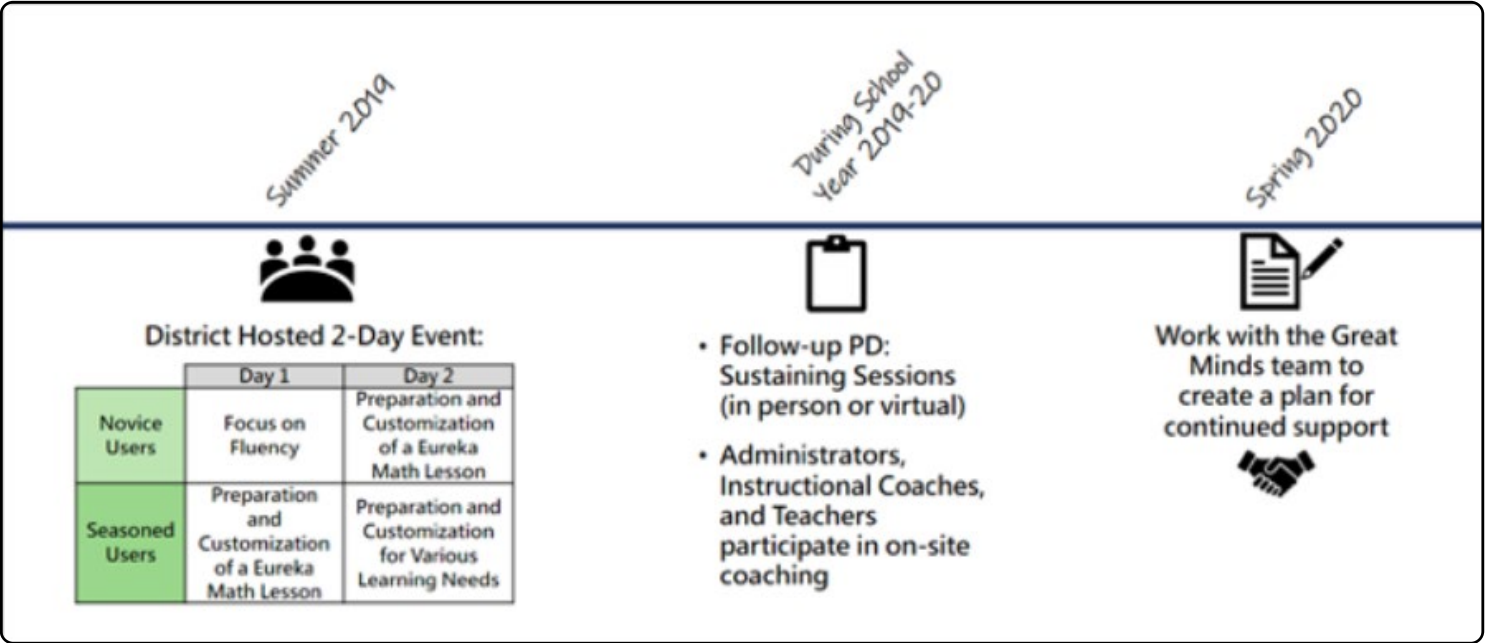 Summer 2019
During School
Year 2019-20
Spring 2020
District Hosted 2-Day Event:
Day 1
Day 2
Novice
Users
Focus on
Fluency
Preparation and
Customization
of a Eureka
Math Lesson
Seasoned
Users
Preparation
and
Customization
of a Eureka
Math Lesson
Preparation and
Customization
for Various
Learning Needs
• Follow-up PD:
Sustaining Sessions
(in person or virtual)
• Administrators,
Instructional Coaches,
and Teachers
participate in on-site
coaching
Work with the Great
Minds team to
create a plan for
continued support